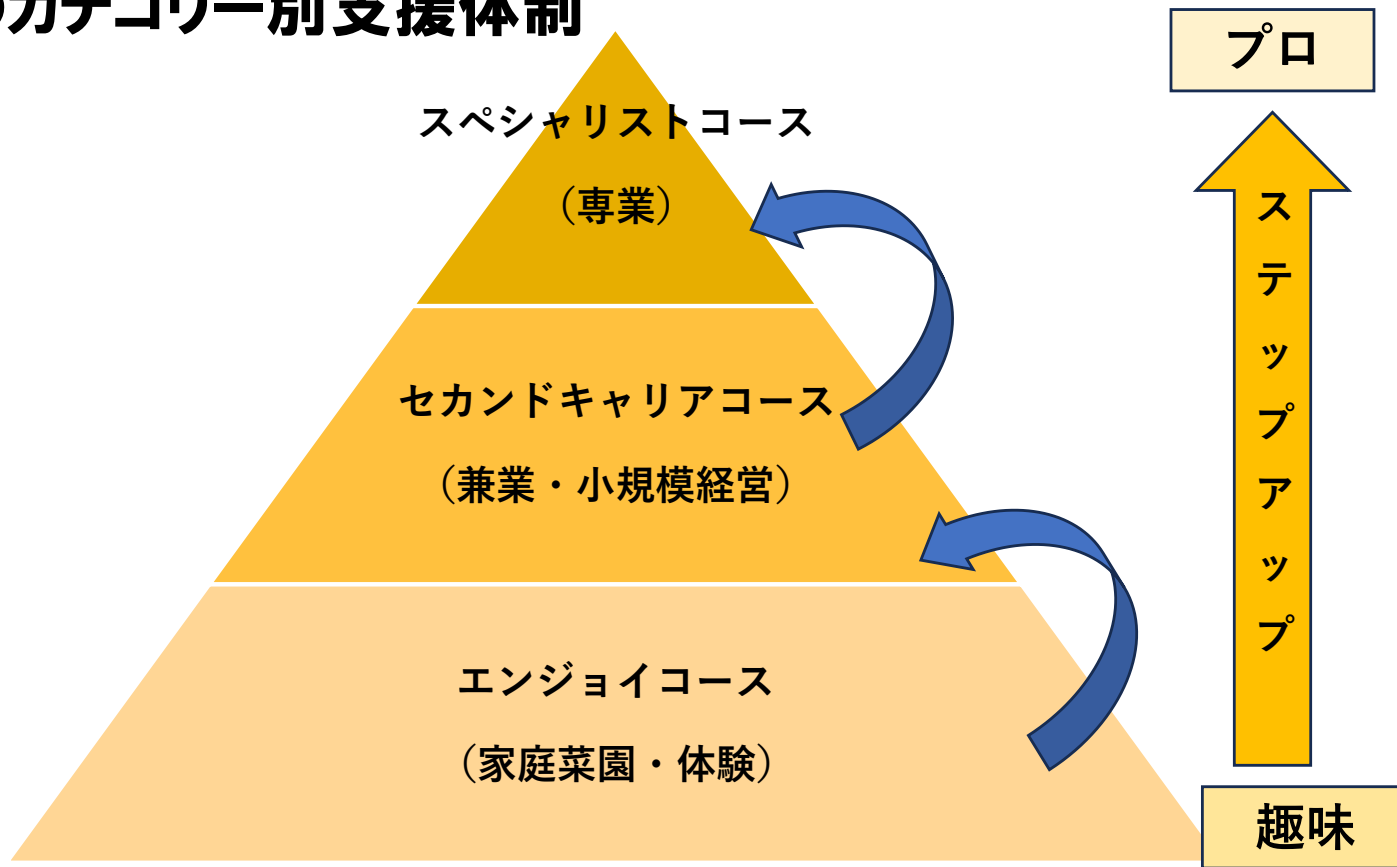 のカテゴリー別支援体制
プロ
スペシャリストコース
（専業）
セカンドキャリアコース
（兼業・小規模経営）
エンジョイコース
（家庭菜園・体験）
ステップアップ
趣味